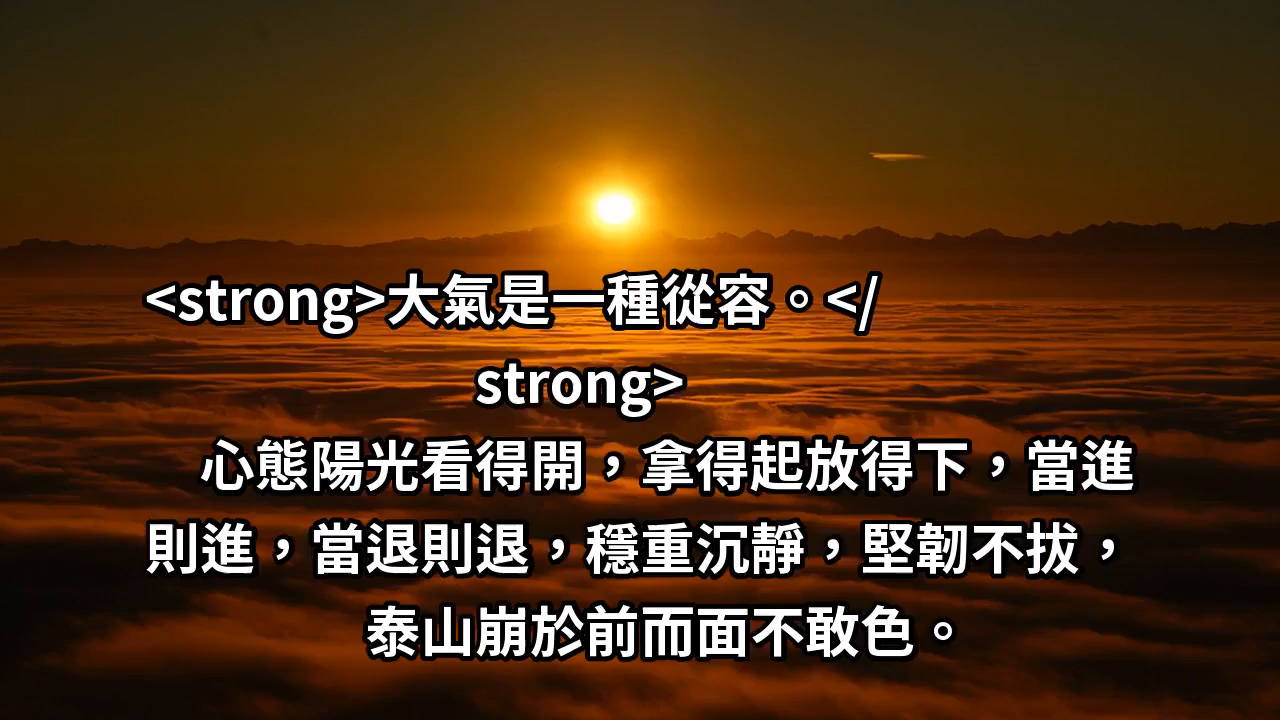 <strong>大氣是一種從容。</
strong>
心態陽光看得開，拿得起放得下，當進
則進，當退則退，穩重沉靜，堅韌不拔，
泰山崩於前而面不敢色。